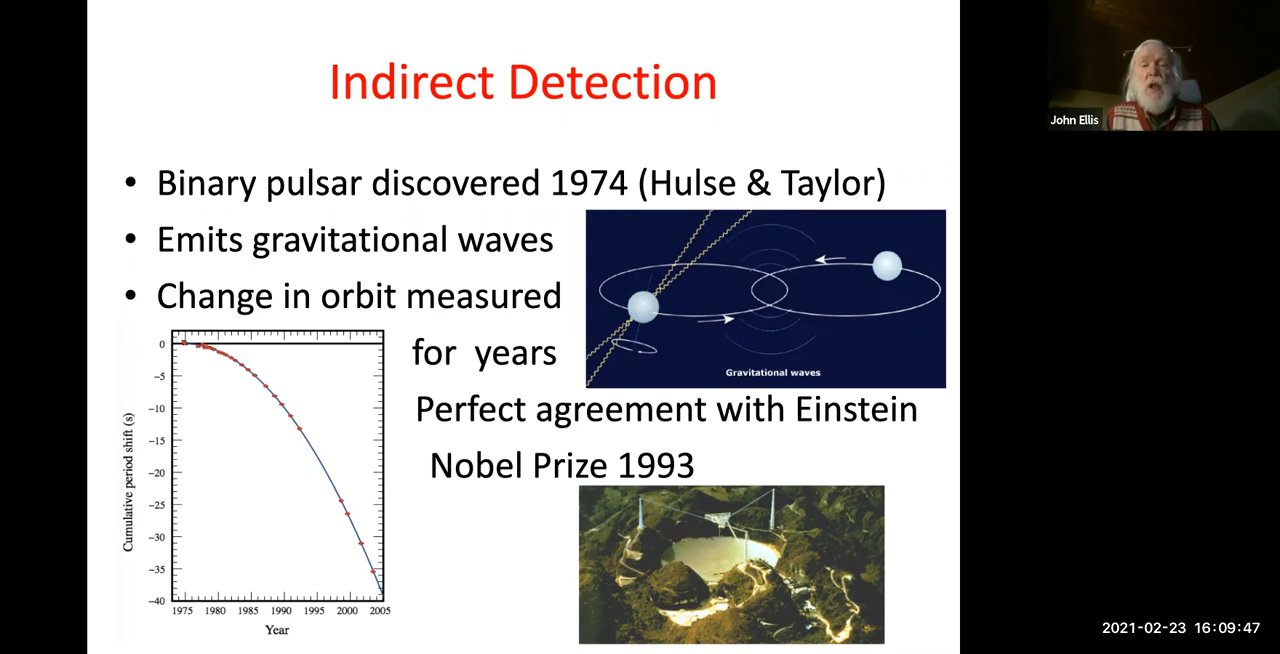 Indirect Detection
• Binary pulsar discovered 1974 (Hulse & Taylor)
• Emits gravitational waves
• Change in orbit measured
for years
Perfect agreement with Einstein
Nobel Prize 1993
Gravitational waves
Cumulative period shift (s)
0
−5
−10
−15
−20
−25
−30
−35
−40
1975 1980 1985 1990 1995 2000 2005
Year
John Ellis
2021-02-23 16:09:47